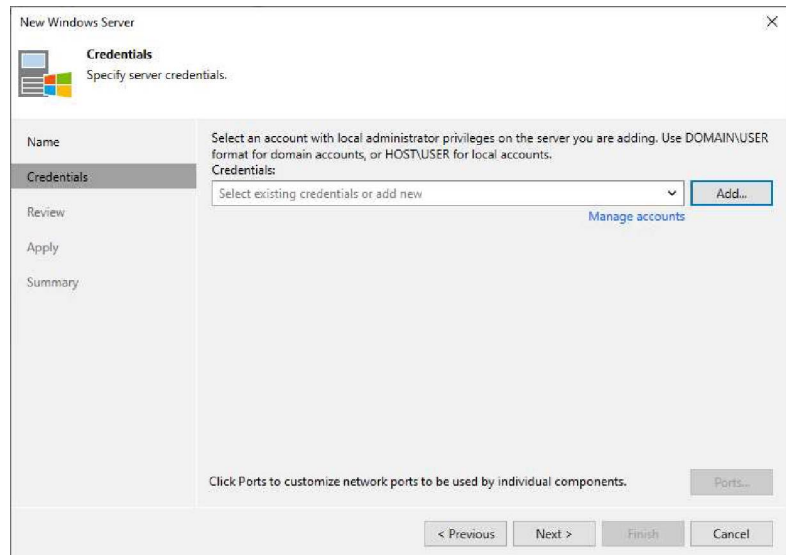 New Windows Server
Credentials
Specify server credentials.
Name
Credentials
Review
Apply
Summary
Select an account with local administrator privileges on the server you are adding. Use DOMAIN\USER
format for domain accounts, or HOST\USER for local accounts.
Credentials:
Select existing credentials or add new
Add...
Manage accounts
Click Ports to customize network ports to be used by individual components.
Ports...
< Previous
Next >
Finish
Cancel